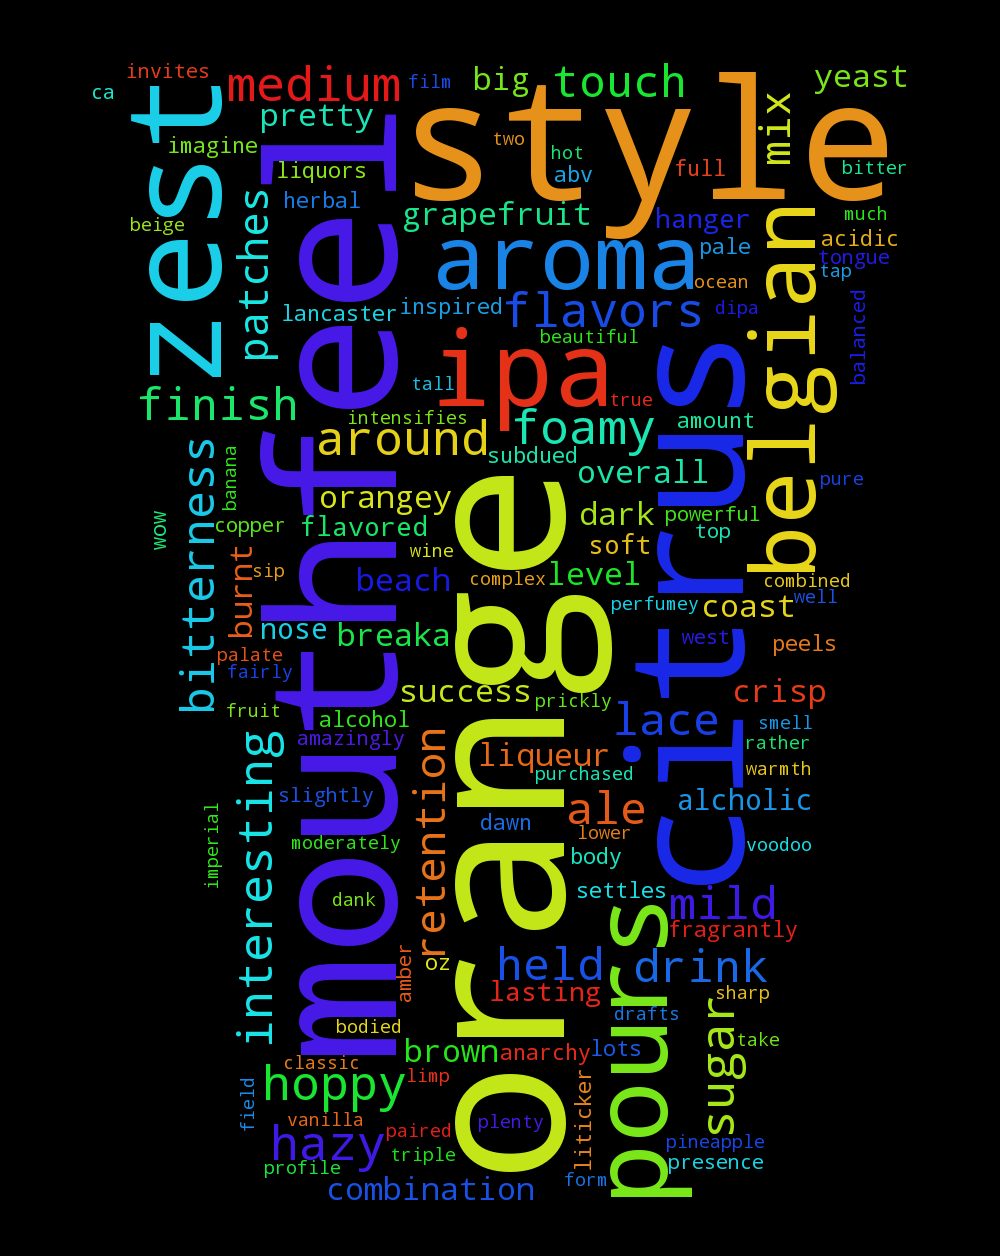 invites
ca
medium
film
big
touch
style
yeast
zest
pretty
imagine
liquors
two
hot
abv
full
mix
bitter
herbal
beige
patches
grapefruit
hanger
much
acidic
aroma
pale
tongue
ocean
tap
lancaster
inspired
flavors
dipa
belgian
balanced
beautiful
ipa
tall
true
finish
intensifies
around
foamy
amount
subdued
overall
bitterness
banana
orangey
pure
wow
copper
flavored
dark
powerful
top
wine
soft
burnt
sip
beach
complex
level
combined
perfumey
coast
well
nose
breaka
west
peels
palate
fairly
mouthfeel
orange
citrus
success
prickly
crisp
fruit
alcohol
lace
smell
amazingly
rather
interesting
retention
liqueur
purchased
warmth
slightly
ale
alcholic
imperial
moderately
dawn
lower
voodoo
body
dank
settles
mild
fragrantly
amber
oz
held
drink
lasting
sharp
bodied
drafts
pours
sugar
take
classic
brown
anarchy
lots
hoppy
limp
field
vanilla
hazy
paired
plenty
liticker
triple
pineapple
profile
presence
combination
form